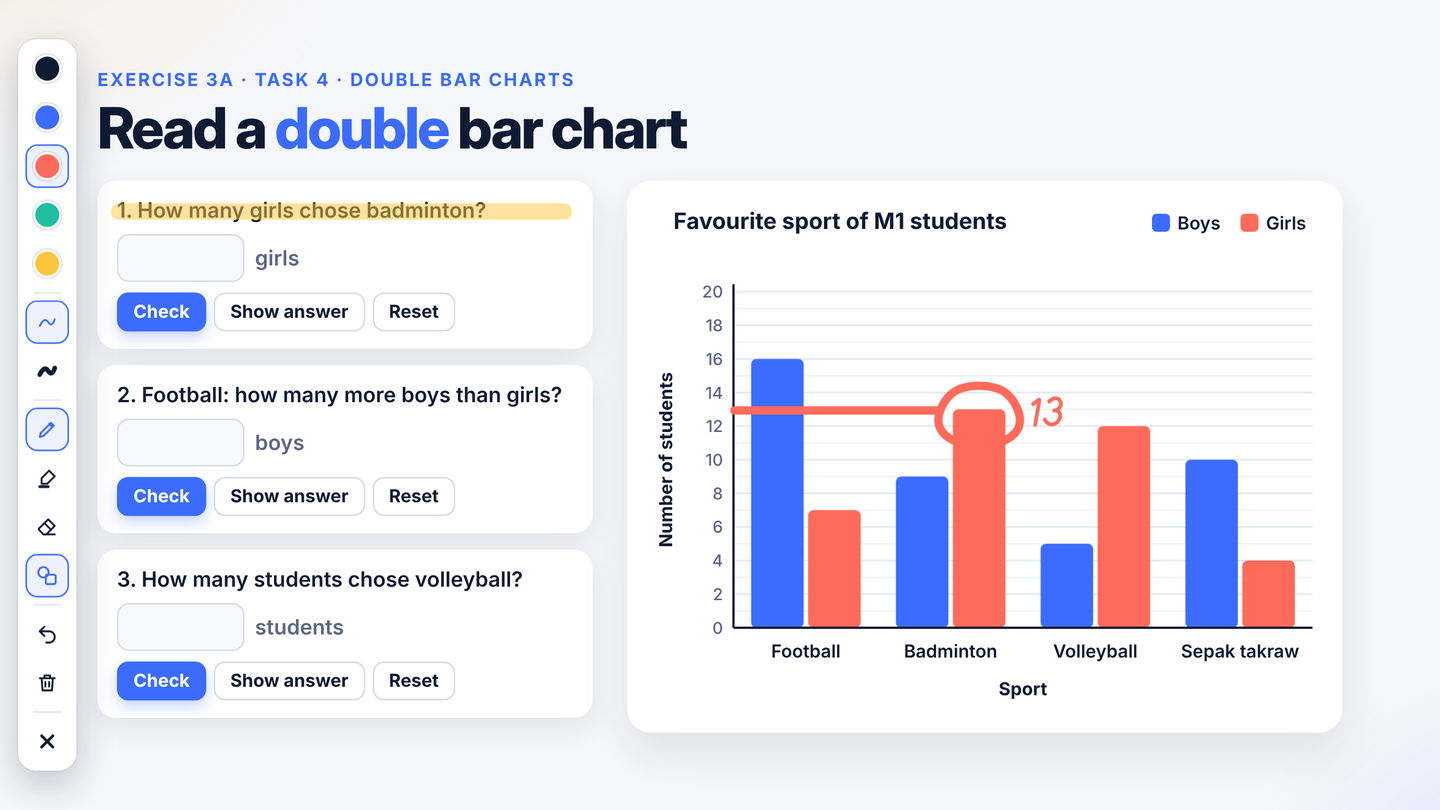 EXERCISE 3A · TASK 4 · DOUBLE BAR CHARTS
Read a double bar chart
1. How many girls chose badminton?
girls
Check
Show answer
Reset
2. Football: how many more boys than girls?
boys
Check
Show answer
Reset
3. How many students chose volleyball?
students
Check
Show answer
Reset
Favourite sport of M1 students
Boys
Girls
Number of students
20
18
16
14
12
10
8
6
4
2
0
13
Football
Badminton
Volleyball
Sepak takraw
Sport